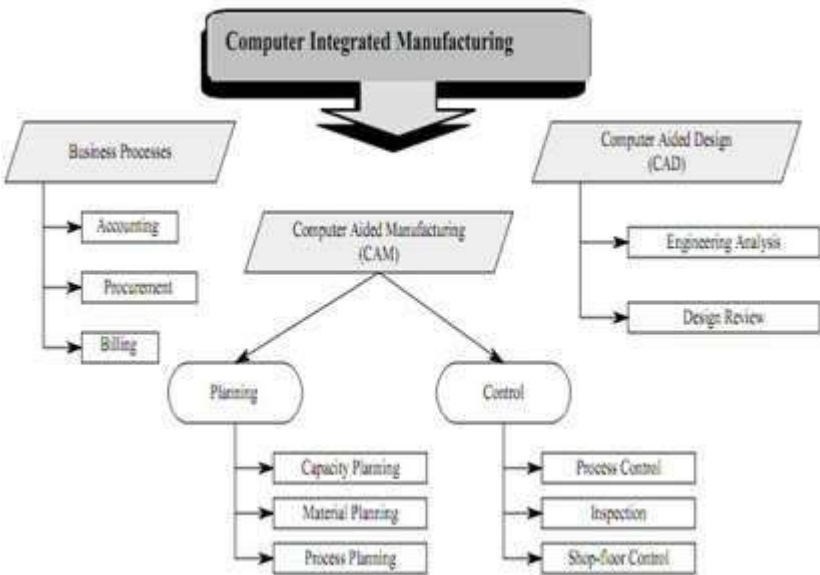 Computer Integrated Manufacturing
Business Processes
Accounting
Procurement
Billing
Computer Aided Manufacturing
(CAM)
Planning
Capacity Planning
Material Planning
Process Planning
Control
Process Control
Inspection
Shop-floor Control
Computer Aided Design
(CAD)
Engineering Analysis
Design Review